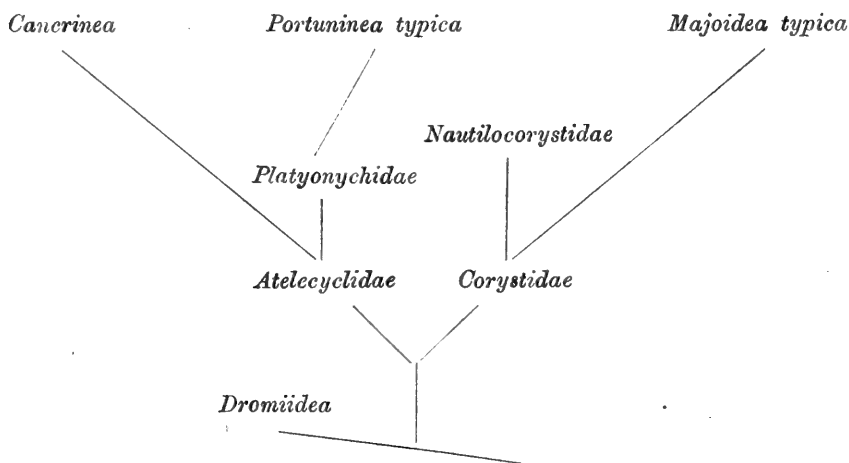 Cancrinea Portuninea typica Majoidea typica
Nautilocorystidae
Platyonychidae
Atelecyclidae Corystidae
Dromiidea